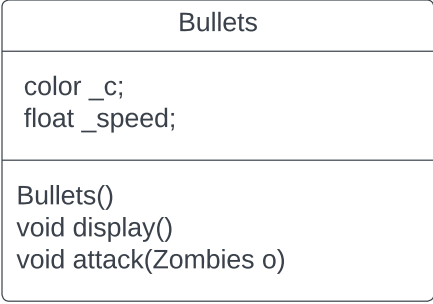 Bullets
color _c;
float _speed;
Bullets()
void display()
void attack(Zombies o)